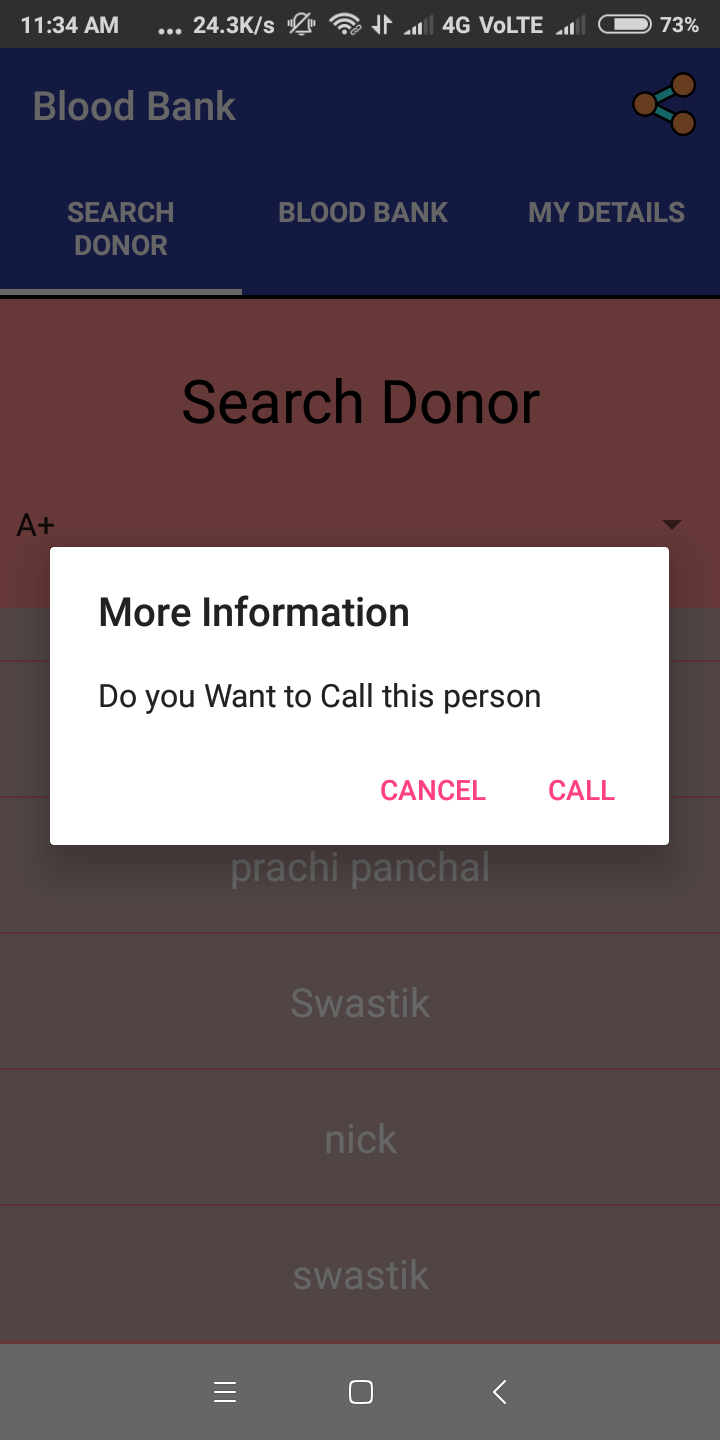 11:34 AM ... 24.3K/s 4G VoLTE 73%
Blood Bank
SEARCH
DONOR
BLOOD BANK
MY DETAILS
Search Donor
A+
More Information
Do you Want to Call this person
CANCEL CALL
prachi panchal
Swastik
nick
swastik